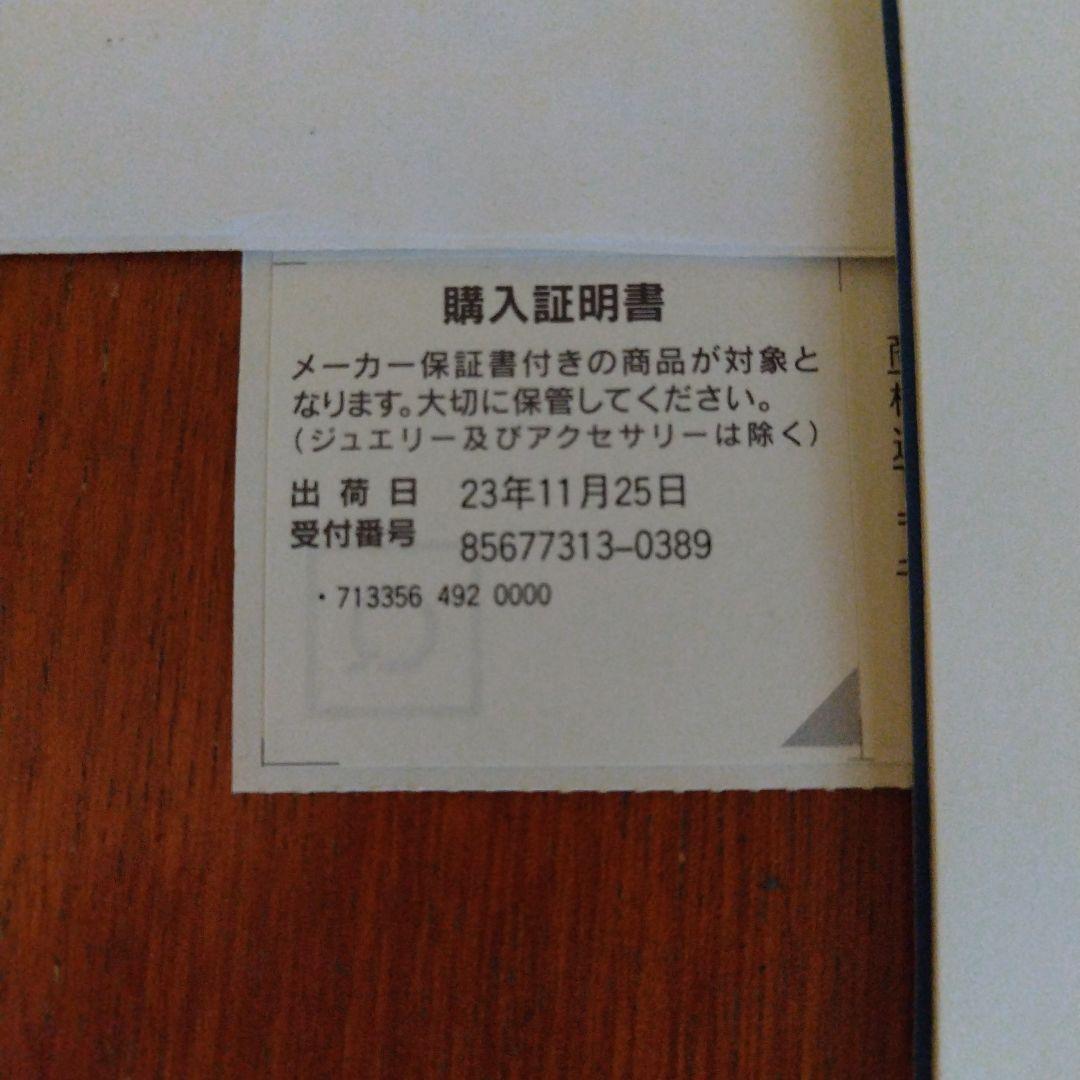 購入証明書
メーカー保証書付きの商品が対象と
なります。大切に保管してください。
(ジュエリー及びアクセサリーは除く)
出荷日 23年11月25日
受付番号 85677313-0389
・713356 492 0000